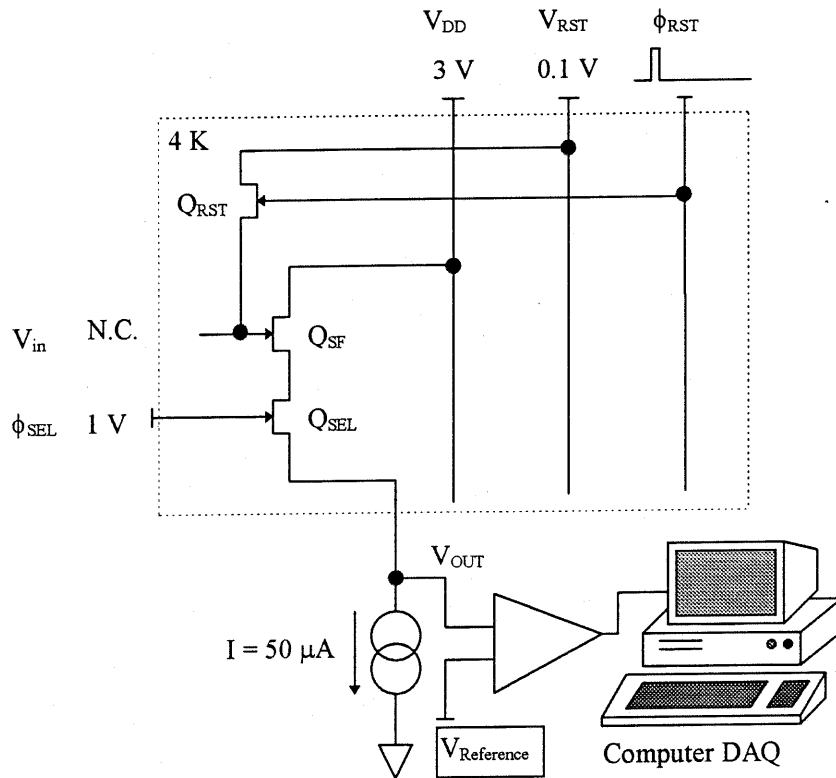 V_DD V_RST ϕ_RST
3 V 0.1 V
4 K
Q_RST
V_in N.C. Q_SF
ϕ_SEL 1 V Q_SEL
V_OUT
I = 50 µA
V_Reference
Computer DAQ